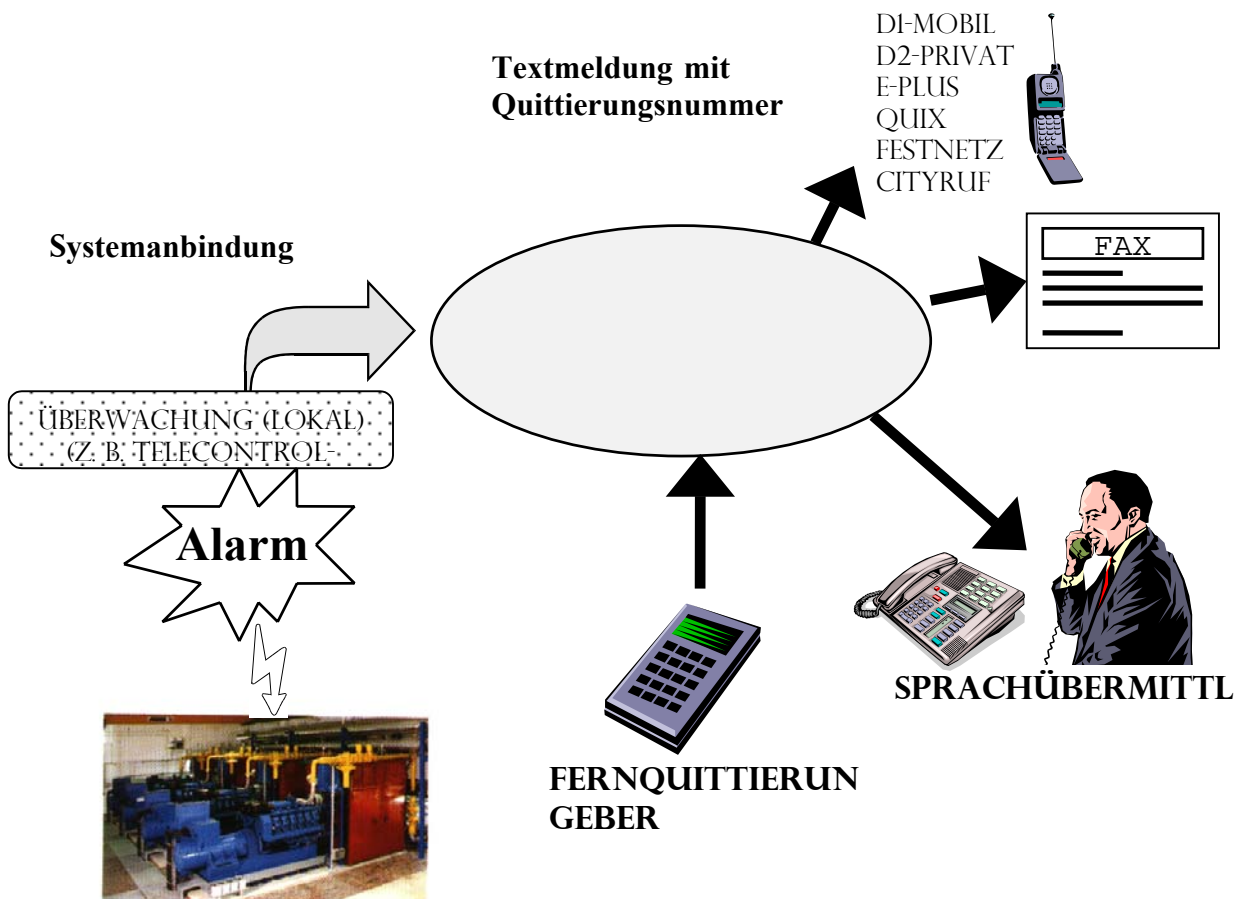 D1-MOBIL
D2-PRIVAT
E-PLUS
QUIX
FESTNETZ
CITYRUF
Textmeldung mit
Quittierungsnummer
Systemanbindung
FAX
ÜBERWACHUNG (LOKAL)
(Z. B. TELECONTROL-
Alarm
SPRACHÜBERMITTL
FERNQUITTIERUN
GEBER